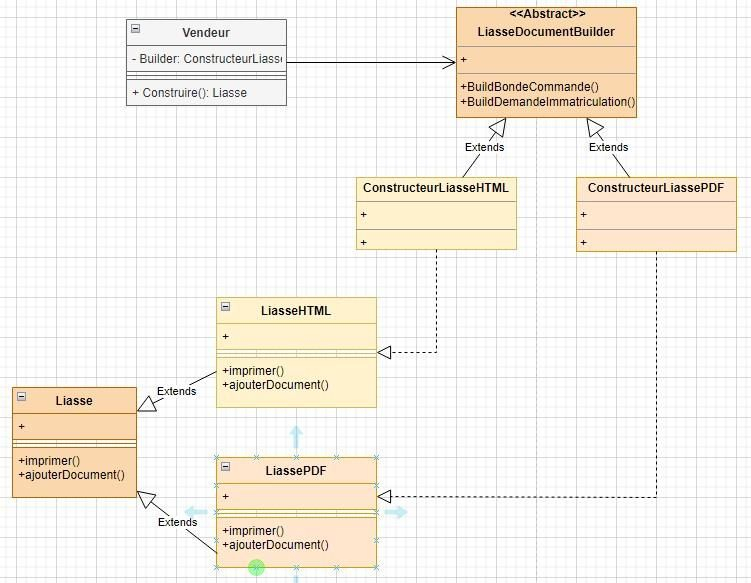 Vendeur
- Builder: ConstructeurLiasse
+ Construire(): Liasse
<<Abstract>>
LiasseDocumentBuilder
+
+BuildBondeCommande()
+BuildDemandeImmatriculation()
Extends
Extends
ConstructeurLiasseHTML
+
+
ConstructeurLiassePDF
+
+
LiasseHTML
+
+imprimer()
+ajouterDocument()
Extends
Liasse
+
+imprimer()
+ajouterDocument()
Extends
LiassePDF
+
+imprimer()
+ajouterDocument()